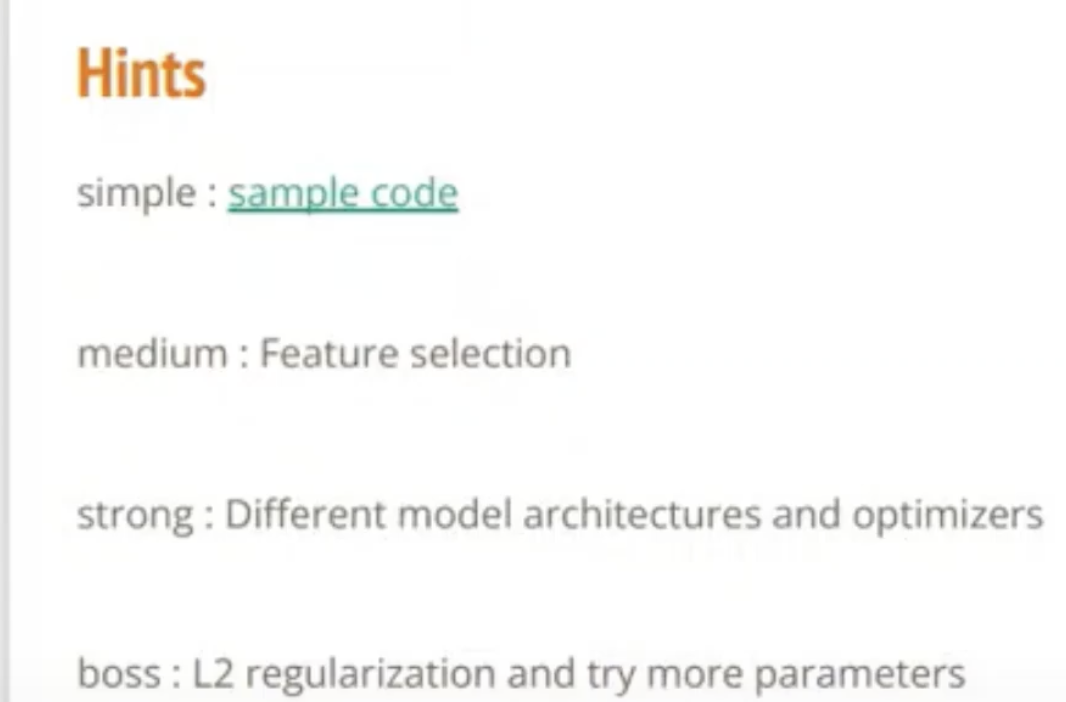 Hints
simple : sample code
medium : Feature selection
strong : Different model architectures and optimizers
boss : L2 regularization and try more parameters